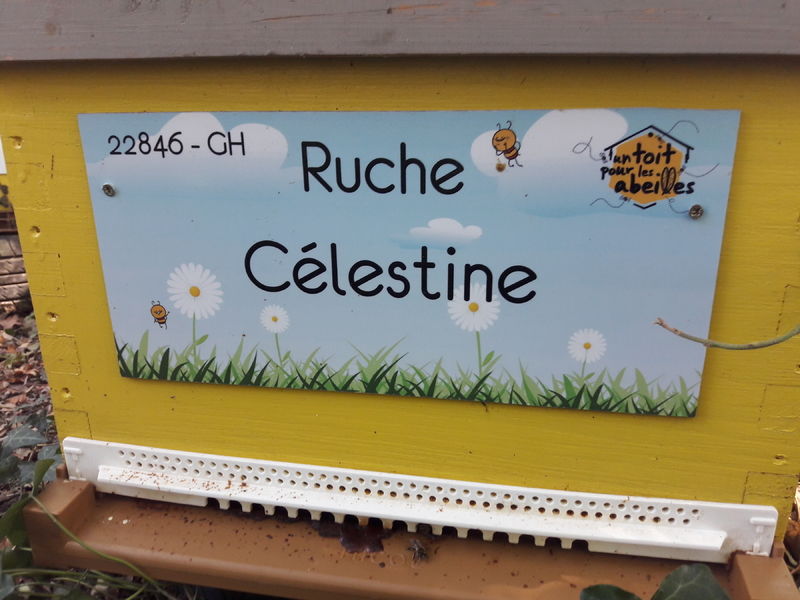 22846 - GH
Ruche
Célestine
un toit
pour les
abeilles